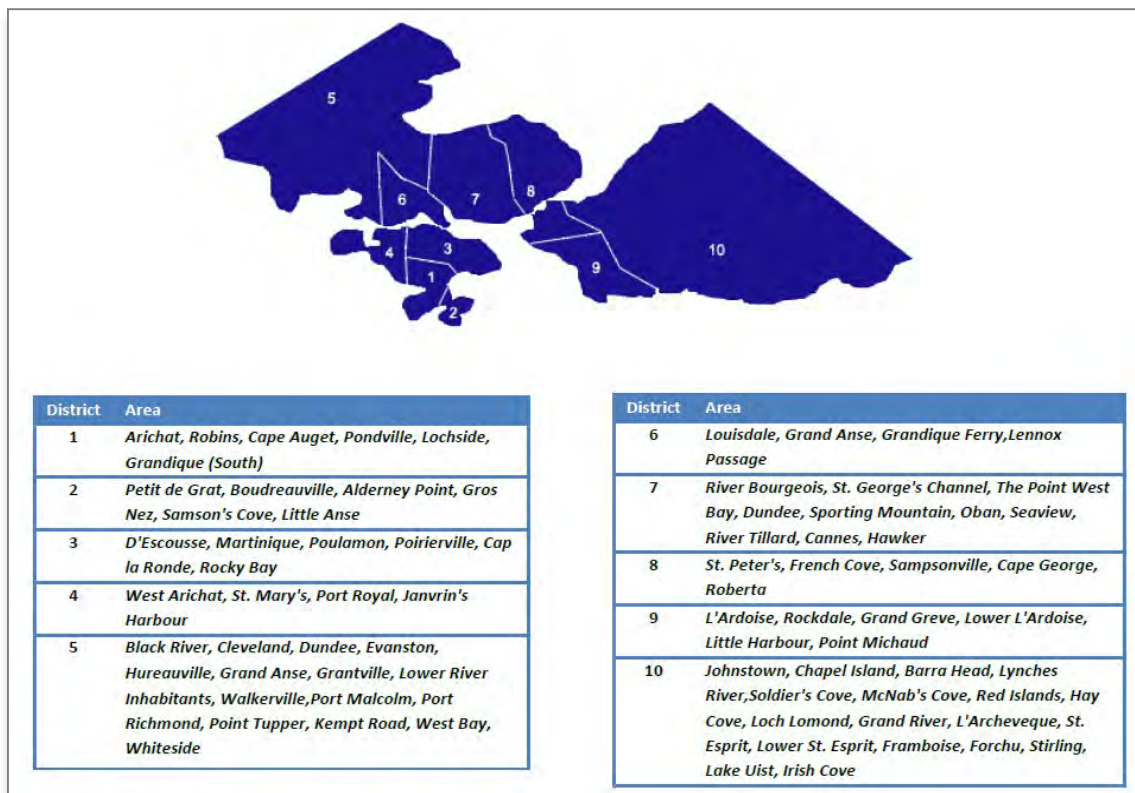 5
8
6
7
10
3
4
9
1
2
District Area
1 Arichat, Robins, Cape Auget, Pondville, Lochside,
Grandique (South)
2 Petit de Grat, Boudreauville, Alderney Point, Gros
Nez, Samson's Cove, Little Anse
3 D'Escousse, Martinique, Poulamon, Poirierville, Cap
la Ronde, Rocky Bay
4 West Arichat, St. Mary's, Port Royal, Janvrin's
Harbour
5 Black River, Cleveland, Dundee, Evanston,
Hureauville, Grand Anse, Grantville, Lower River
Inhabitants, Walkerville,Port Malcolm, Port
Richmond, Point Tupper, Kempt Road, West Bay,
Whiteside
District Area
6 Louisdale, Grand Anse, Grandique Ferry,Lennox
Passage
7 River Bourgeois, St. George's Channel, The Point West
Bay, Dundee, Sporting Mountain, Oban, Seaview,
River Tillard, Cannes, Hawker
8 St. Peter's, French Cove, Sampsonville, Cape George,
Roberta
9 L'Ardoise, Rockdale, Grand Greve, Lower L'Ardoise,
Little Harbour, Point Michaud
10 Johnstown, Chapel Island, Barra Head, Lynches
River,Soldier's Cove, McNab's Cove, Red Islands, Hay
Cove, Loch Lomond, Grand River, L'Archeveque, St.
Esprit, Lower St. Esprit, Framboise, Forchu, Stirling,
Lake Uist, Irish Cove